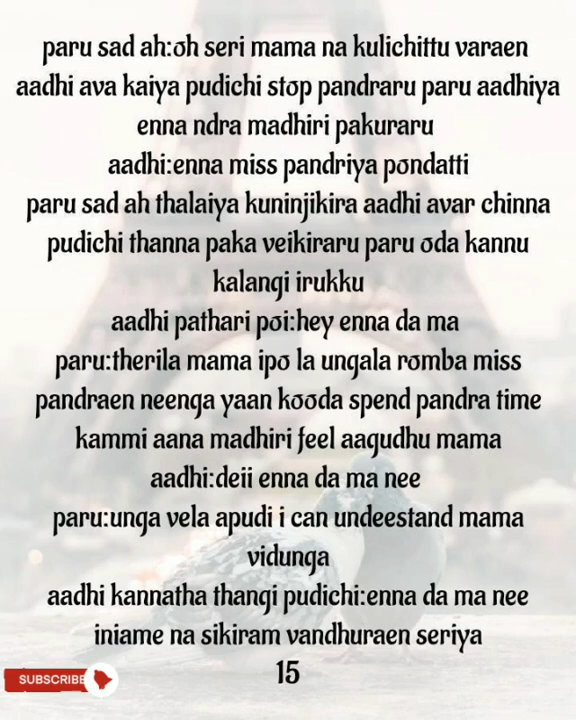 paru sad ah:oh seri mama na kulichittu varaen
aadhi ava kaiya pudichi stop pandraru paru aadhiya
enna ndra madhiri pakuraru
aadhi:enna miss pandriya pondatti
paru sad ah thalaiya kuninjikira aadhi avar chinna
pudichi thanna paka veikiraru paru oda kannu
kalangi irukku
aadhi pathari poi:hey enna da ma
paru:therila mama ipo la ungala romba miss
pandraen neenga yaan kooda spend pandra time
kammi aana madhiri feel aagudhu mama
aadhi:deii enna da ma nee
paru:unga vela apudi i can undeestand mama
vidunga
aadhi kannatha thangi pudichi:enna da ma nee
iniame na sikiram vandhuraen seriya
15
SUBSCRIBE